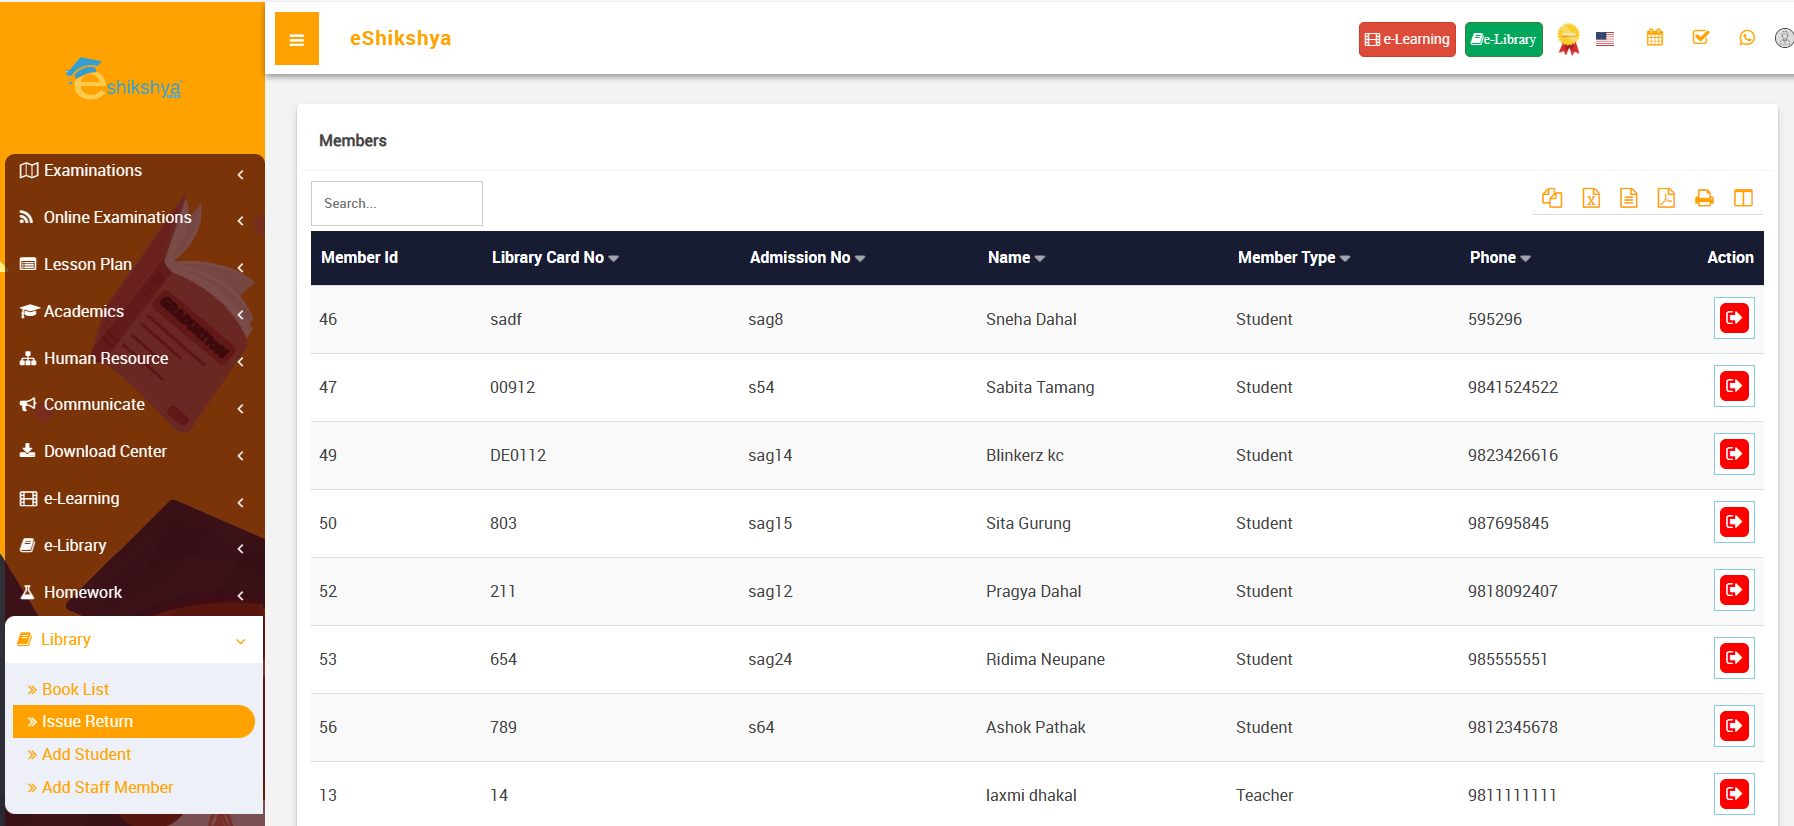 eshikshya
eShikshya
e-Learning
e-Library
Examinations
Online Examinations
Lesson Plan
Academics
Human Resource
Communicate
Download Center
e-Learning
e-Library
Homework
Library
Book List
Issue Return
Add Student
Add Staff Member
GRADUATION
Members
Search...
Member Id Library Card No Admission No Name Member Type Phone Action
46 sadf sag8 Sneha Dahal Student 595296
47 00912 s54 Sabita Tamang Student 9841524522
49 DE0112 sag14 Blinkerz kc Student 9823426616
50 803 sag15 Sita Gurung Student 987695845
52 211 sag12 Pragya Dahal Student 9818092407
53 654 sag24 Ridima Neupane Student 985555551
56 789 s64 Ashok Pathak Student 9812345678
13 14 laxmi dhakal Teacher 9811111111